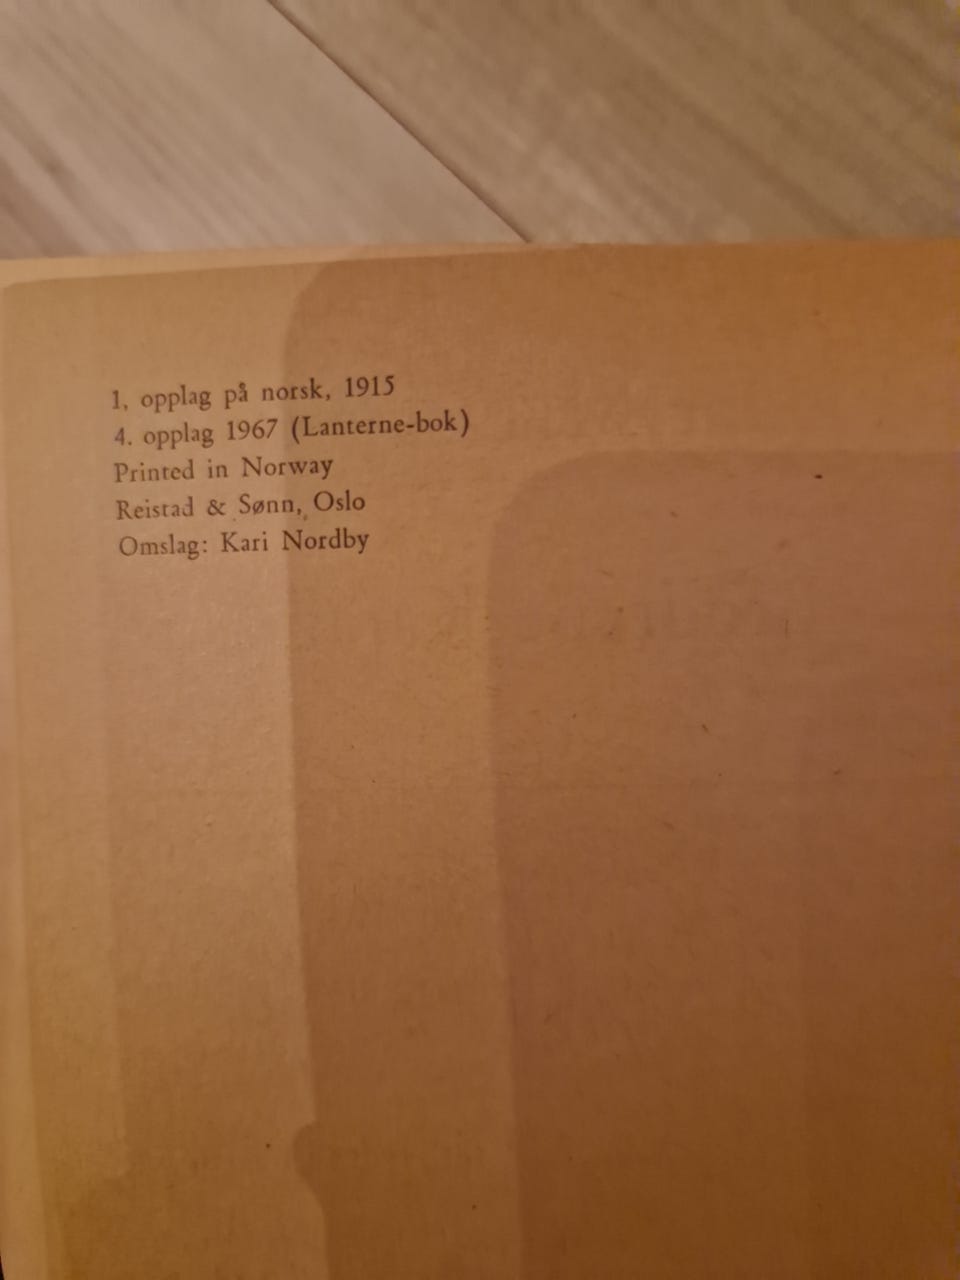 1, opplag på norsk, 1915
4. opplag 1967 (Lanterne-bok)
Printed in Norway
Reistad & Sønn, Oslo
Omslag: Kari Nordby